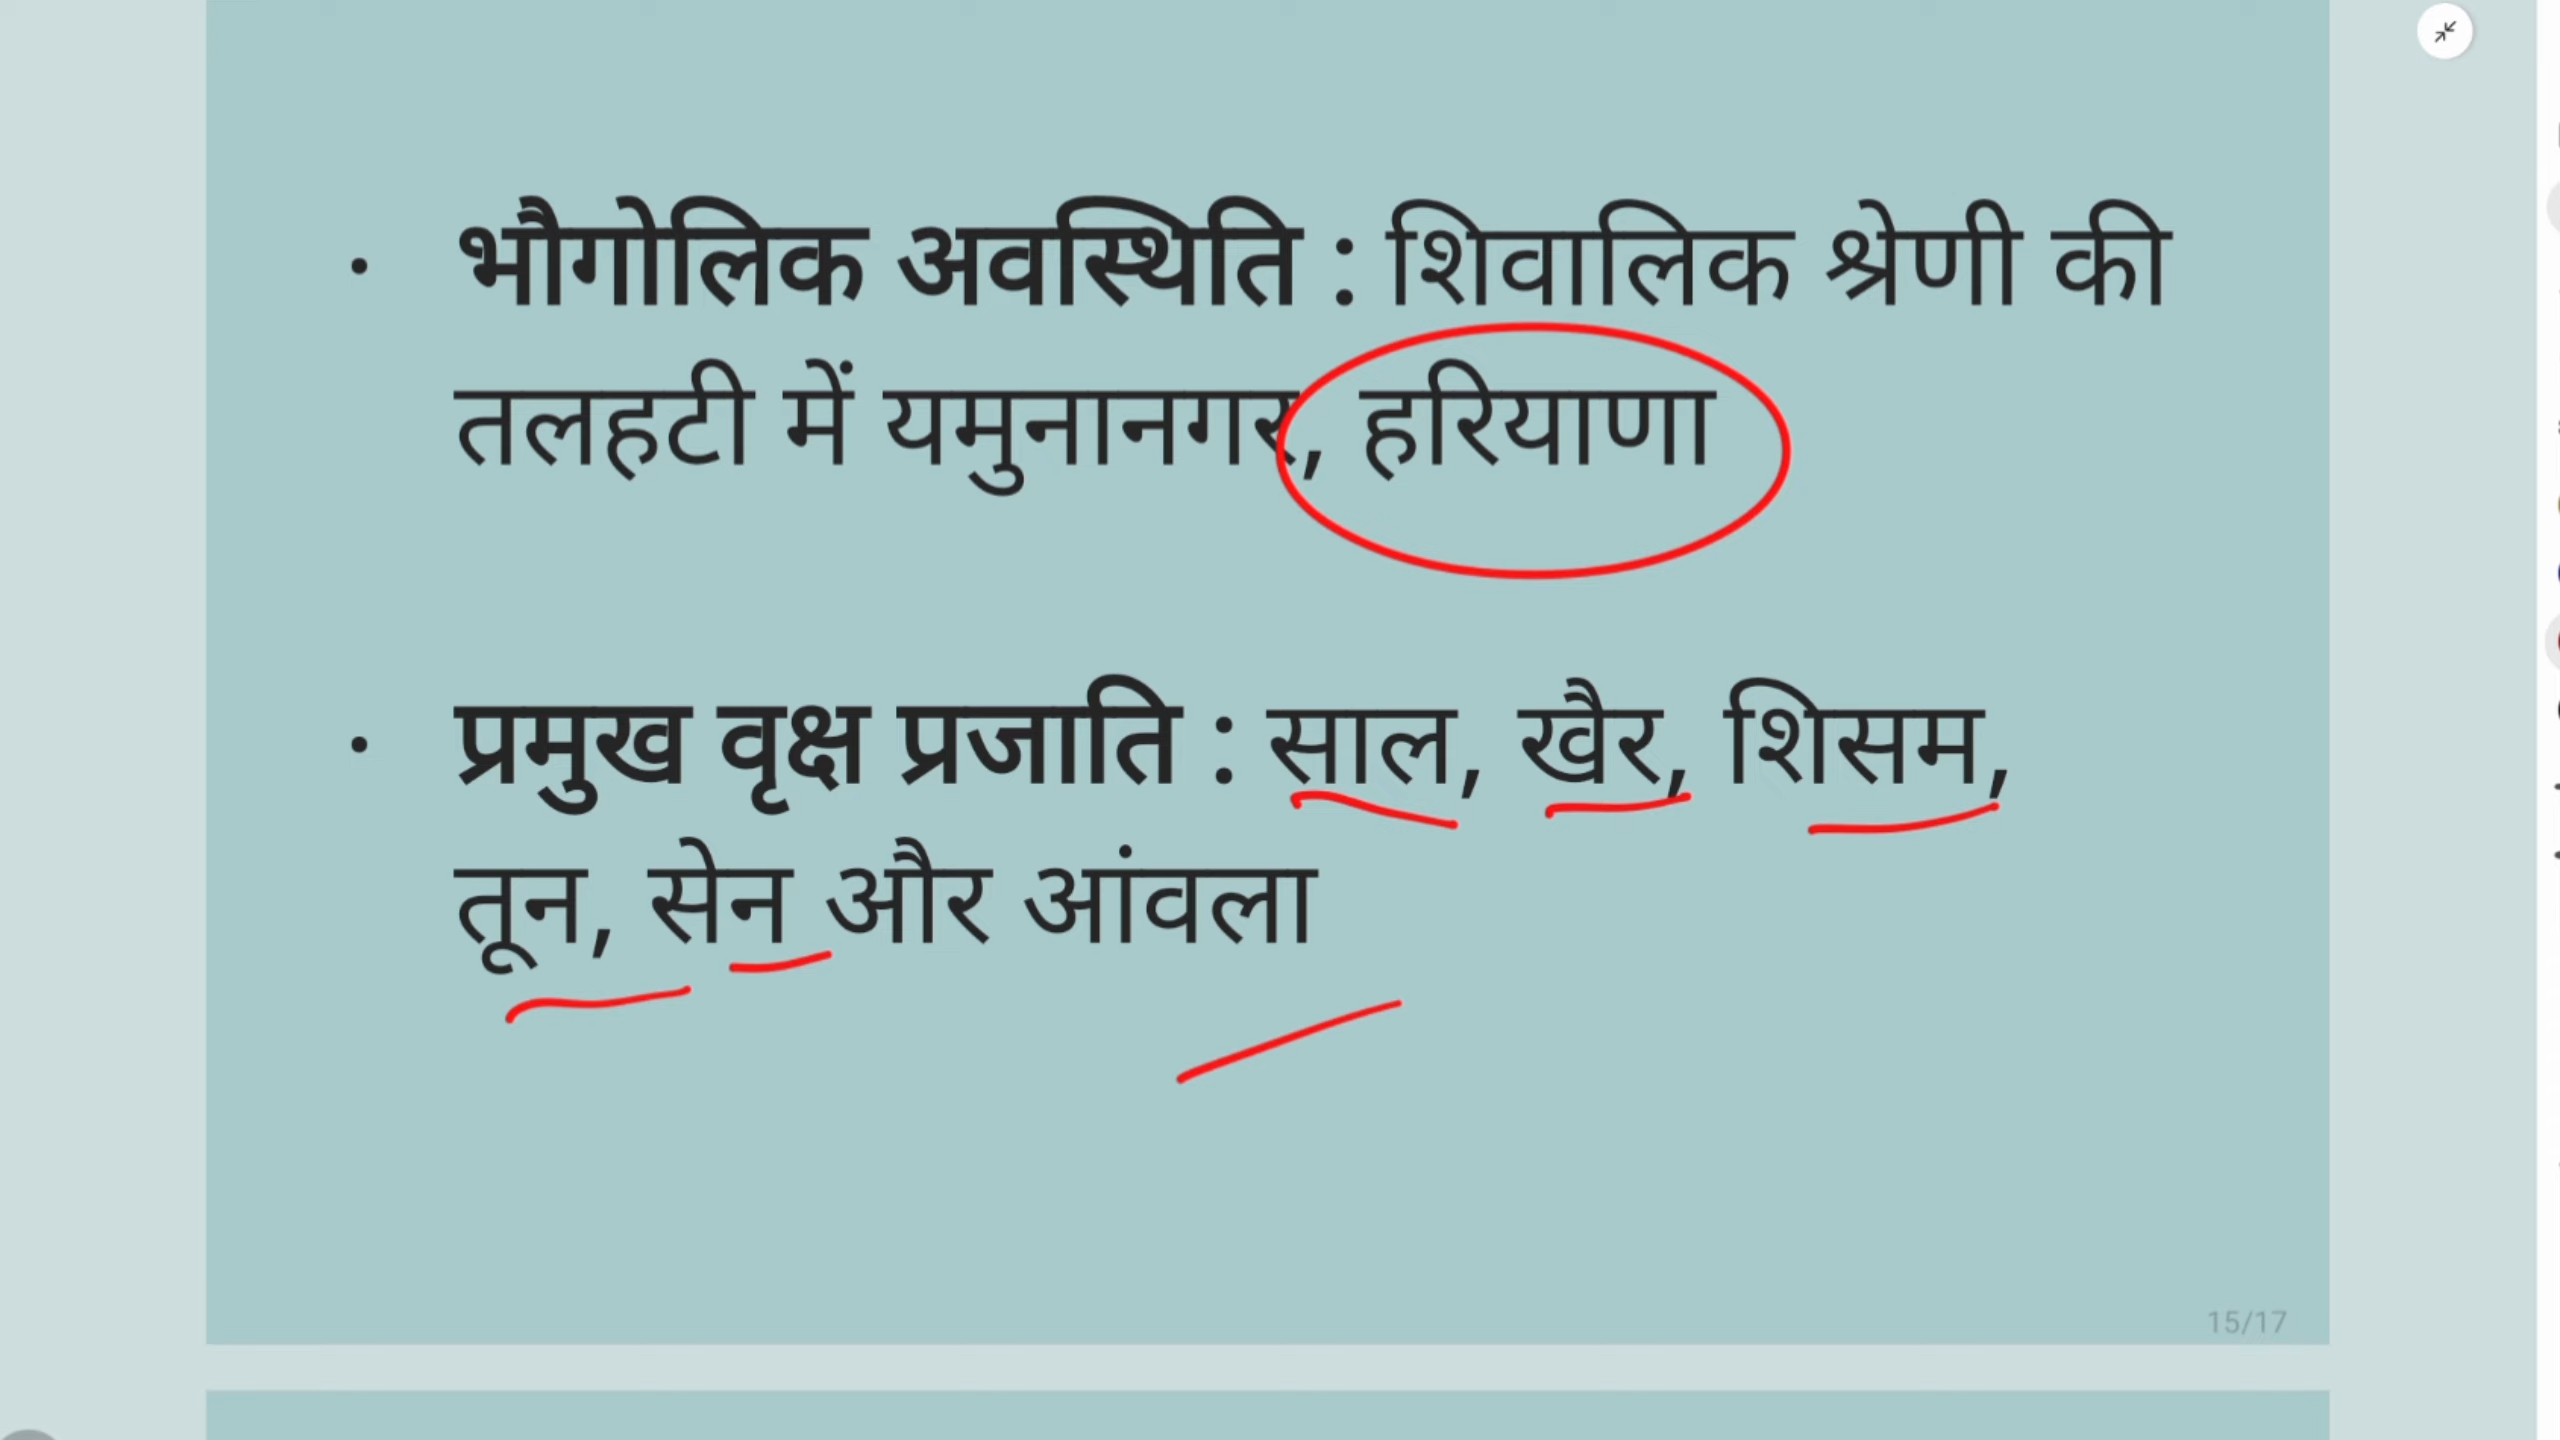 · भौगोलिक अवस्थिति : शिवालिक श्रेणी की
तलहटी में यमुनानगर, हरियाणा
· प्रमुख वृक्ष प्रजाति : साल, खैर, शिसम,
तून, सेन और आंवला
15/17